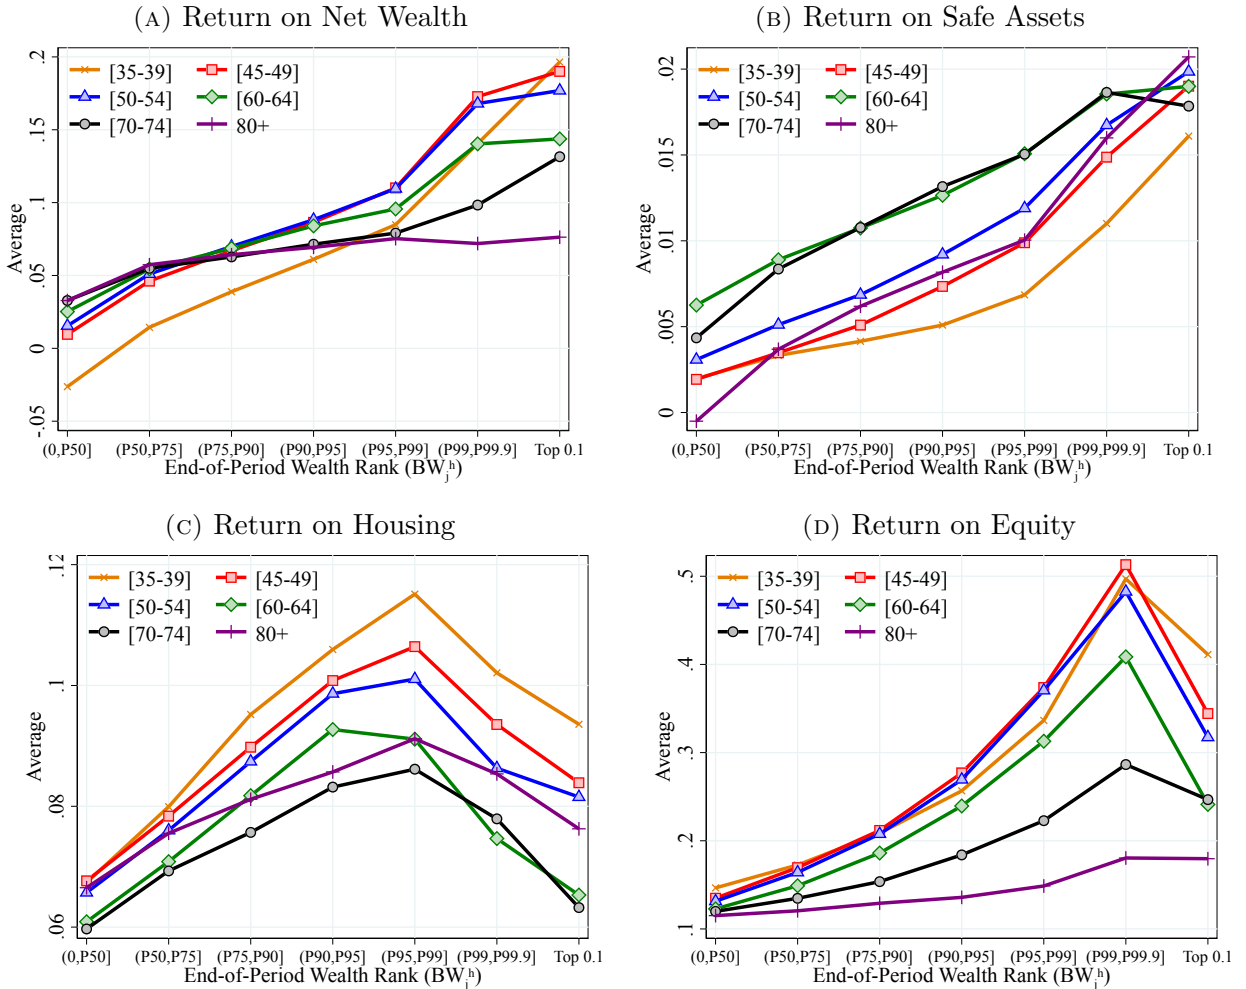 (A) Return on Net Wealth
.2
.15
.1
.05
0
-.05
Average
[35-39]
[45-49]
[50-54]
[60-64]
[70-74]
80+
(0,P50]
(P50,P75]
(P75,P90]
(P90,P95]
(P95,P99]
(P99,P99.9]
Top 0.1
End-of-Period Wealth Rank (BW_j^h)
(B) Return on Safe Assets
.02
.015
.01
.005
0
Average
[35-39]
[45-49]
[50-54]
[60-64]
[70-74]
80+
(0,P50]
(P50,P75]
(P75,P90]
(P90,P95]
(P95,P99]
(P99,P99.9]
Top 0.1
End-of-Period Wealth Rank (BW_j^h)
(C) Return on Housing
.12
.1
.08
.06
Average
[35-39]
[45-49]
[50-54]
[60-64]
[70-74]
80+
(0,P50]
(P50,P75]
(P75,P90]
(P90,P95]
(P95,P99]
(P99,P99.9]
Top 0.1
End-of-Period Wealth Rank (BW_j^h)
(D) Return on Equity
.5
.4
.3
.2
.1
Average
[35-39]
[45-49]
[50-54]
[60-64]
[70-74]
80+
(0,P50]
(P50,P75]
(P75,P90]
(P90,P95]
(P95,P99]
(P99,P99.9]
Top 0.1
End-of-Period Wealth Rank (BW_j^h)